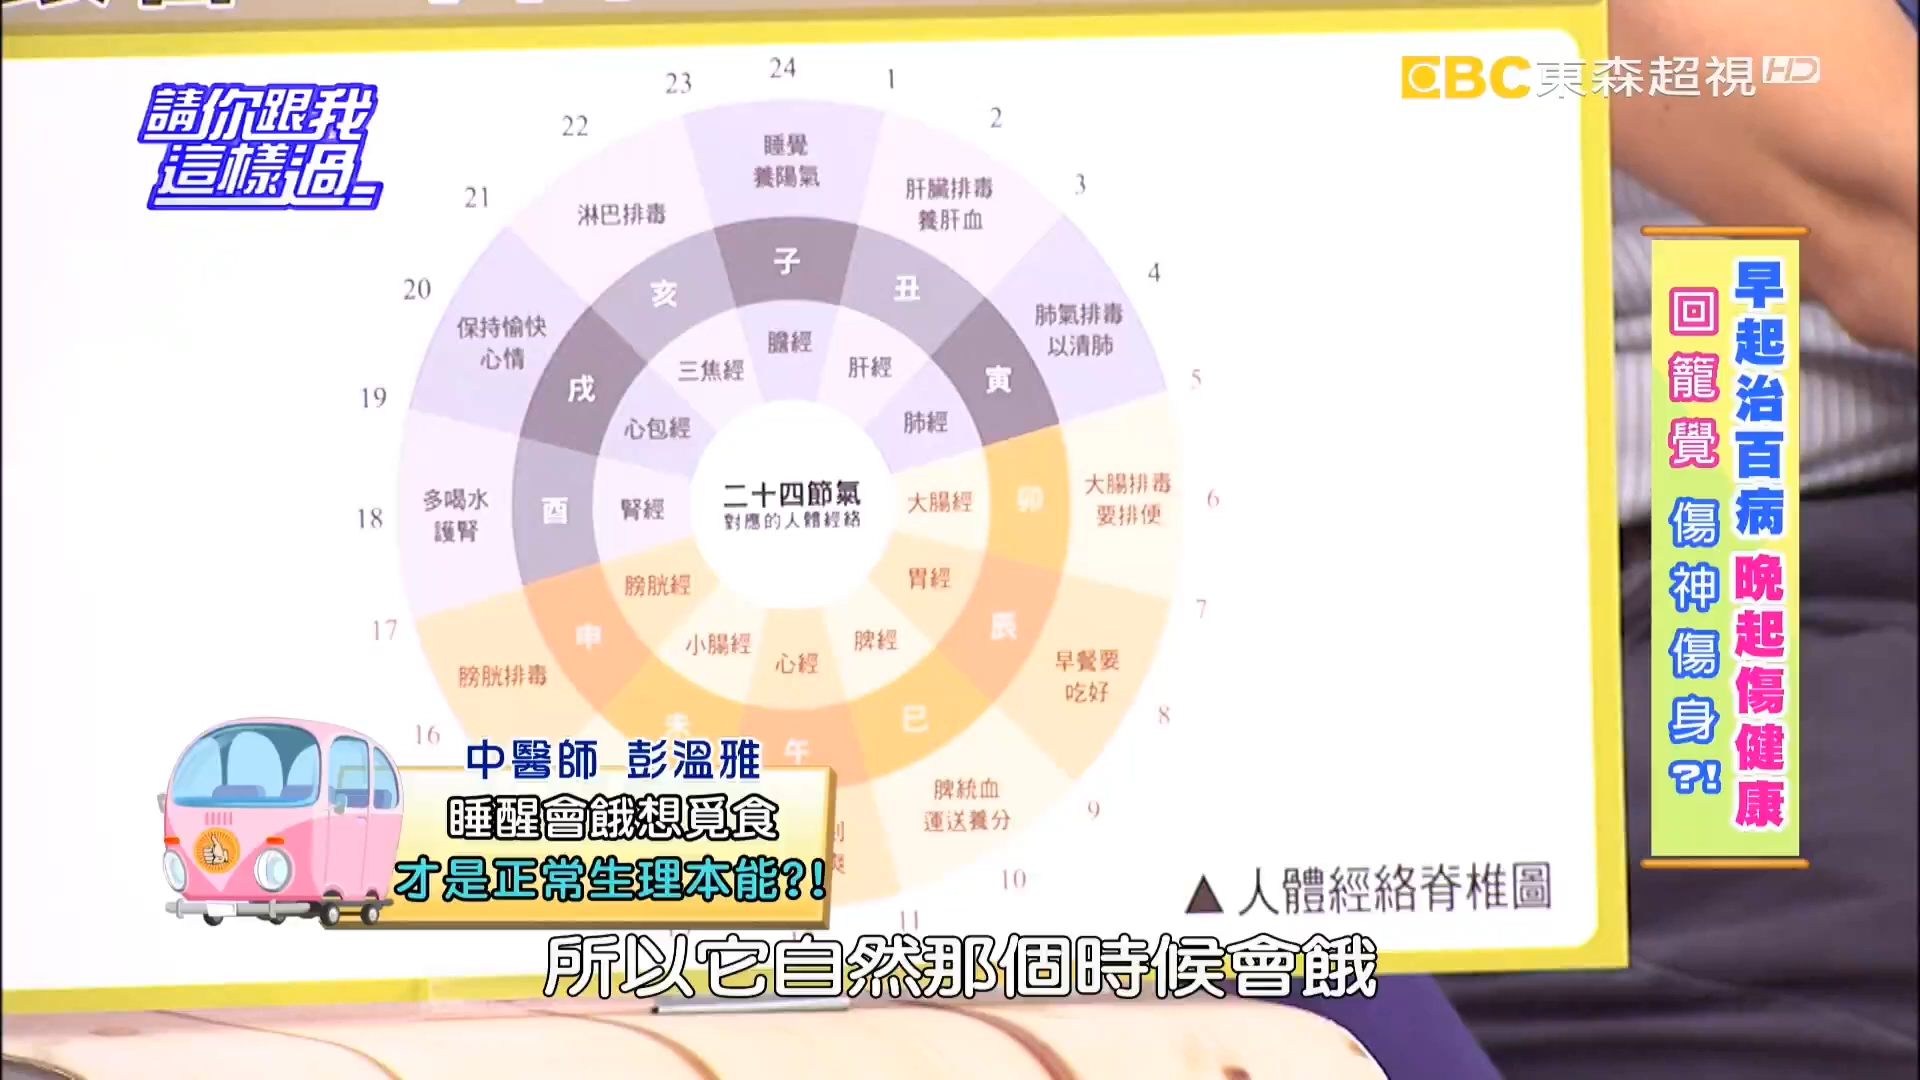 請你跟我
這樣過
EBC東森超視HD
24
1
2
3
4
5
6
7
8
9
10
11
16
17
18
19
20
21
22
23
睡覺
養陽氣
肝臟排毒
養肝血
肺氣排毒
以清肺
大腸排毒
要排便
早餐要
吃好
脾統血
運送養分
膀胱排毒
多喝水
護腎
保持愉快
心情
淋巴排毒
子
丑
寅
卯
辰
巳
午
未
申
酉
戌
亥
膽經
肝經
肺經
大腸經
胃經
脾經
心經
小腸經
膀胱經
腎經
心包經
三焦經
二十四節氣
對應的人體經絡
▲人體經絡脊椎圖
早起治百病 晚起傷健康
回籠覺 傷神傷身?!
中醫師 彭溫雅
睡醒會餓想覓食
才是正常生理本能?!
所以它自然那個時候會餓